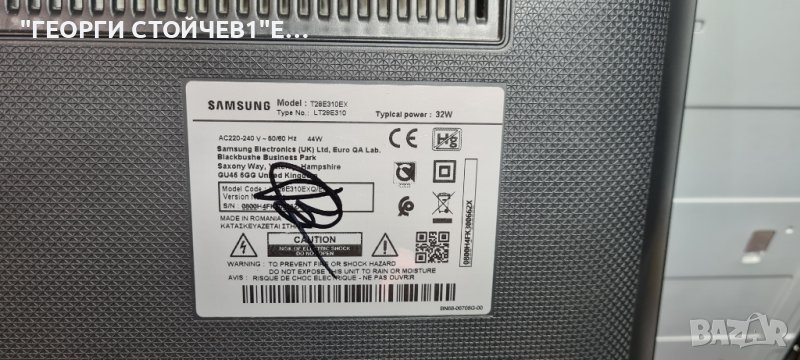 "ГЕОРГИ СТОЙЧЕВ1"Е...
SAMSUNG
Model : T28E310EX
Type No.: LT28E310
Typical power : 32W
AC220-240 V ~ 50/60 Hz 44W
Samsung Electronics (UK) Ltd, Euro QA Lab.
Blackbushe Business Park
Saxony Way, Hampshire
GU46 6GG United Kingdom
Model Code :
Version N
S/N :
MADE IN ROMANIA
CAUTION
RISK OF ELECTRIC SHOCK
DO NOT OPEN
WARNING : TO PREVENT FIRE OR SHOCK HAZARD
DO NOT EXPOSE THIS UNIT TO RAIN OR MOISTURE
AVIS : RISQUE DE CHOC ELECTRIQUE - NE PAS OUVRIR
CE
Hg
BAZAR